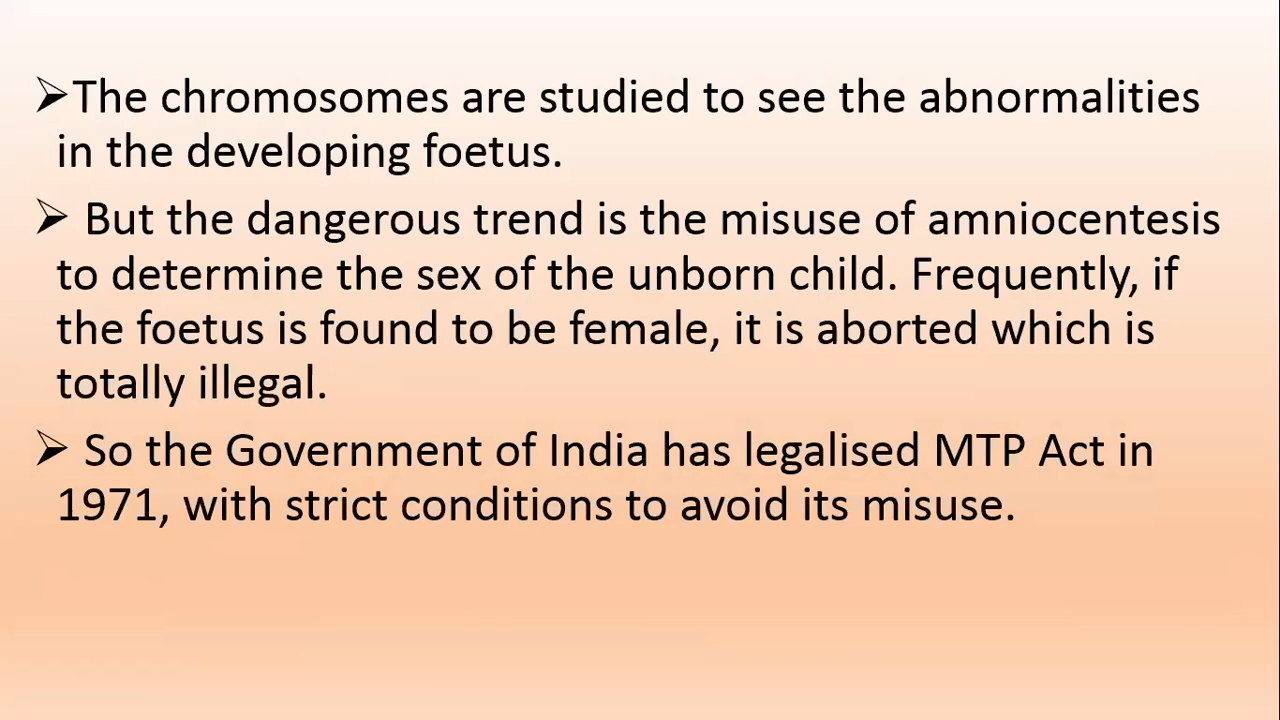 ➢The chromosomes are studied to see the abnormalities
in the developing foetus.
➢ But the dangerous trend is the misuse of amniocentesis
to determine the sex of the unborn child. Frequently, if
the foetus is found to be female, it is aborted which is
totally illegal.
➢ So the Government of India has legalised MTP Act in
1971, with strict conditions to avoid its misuse.